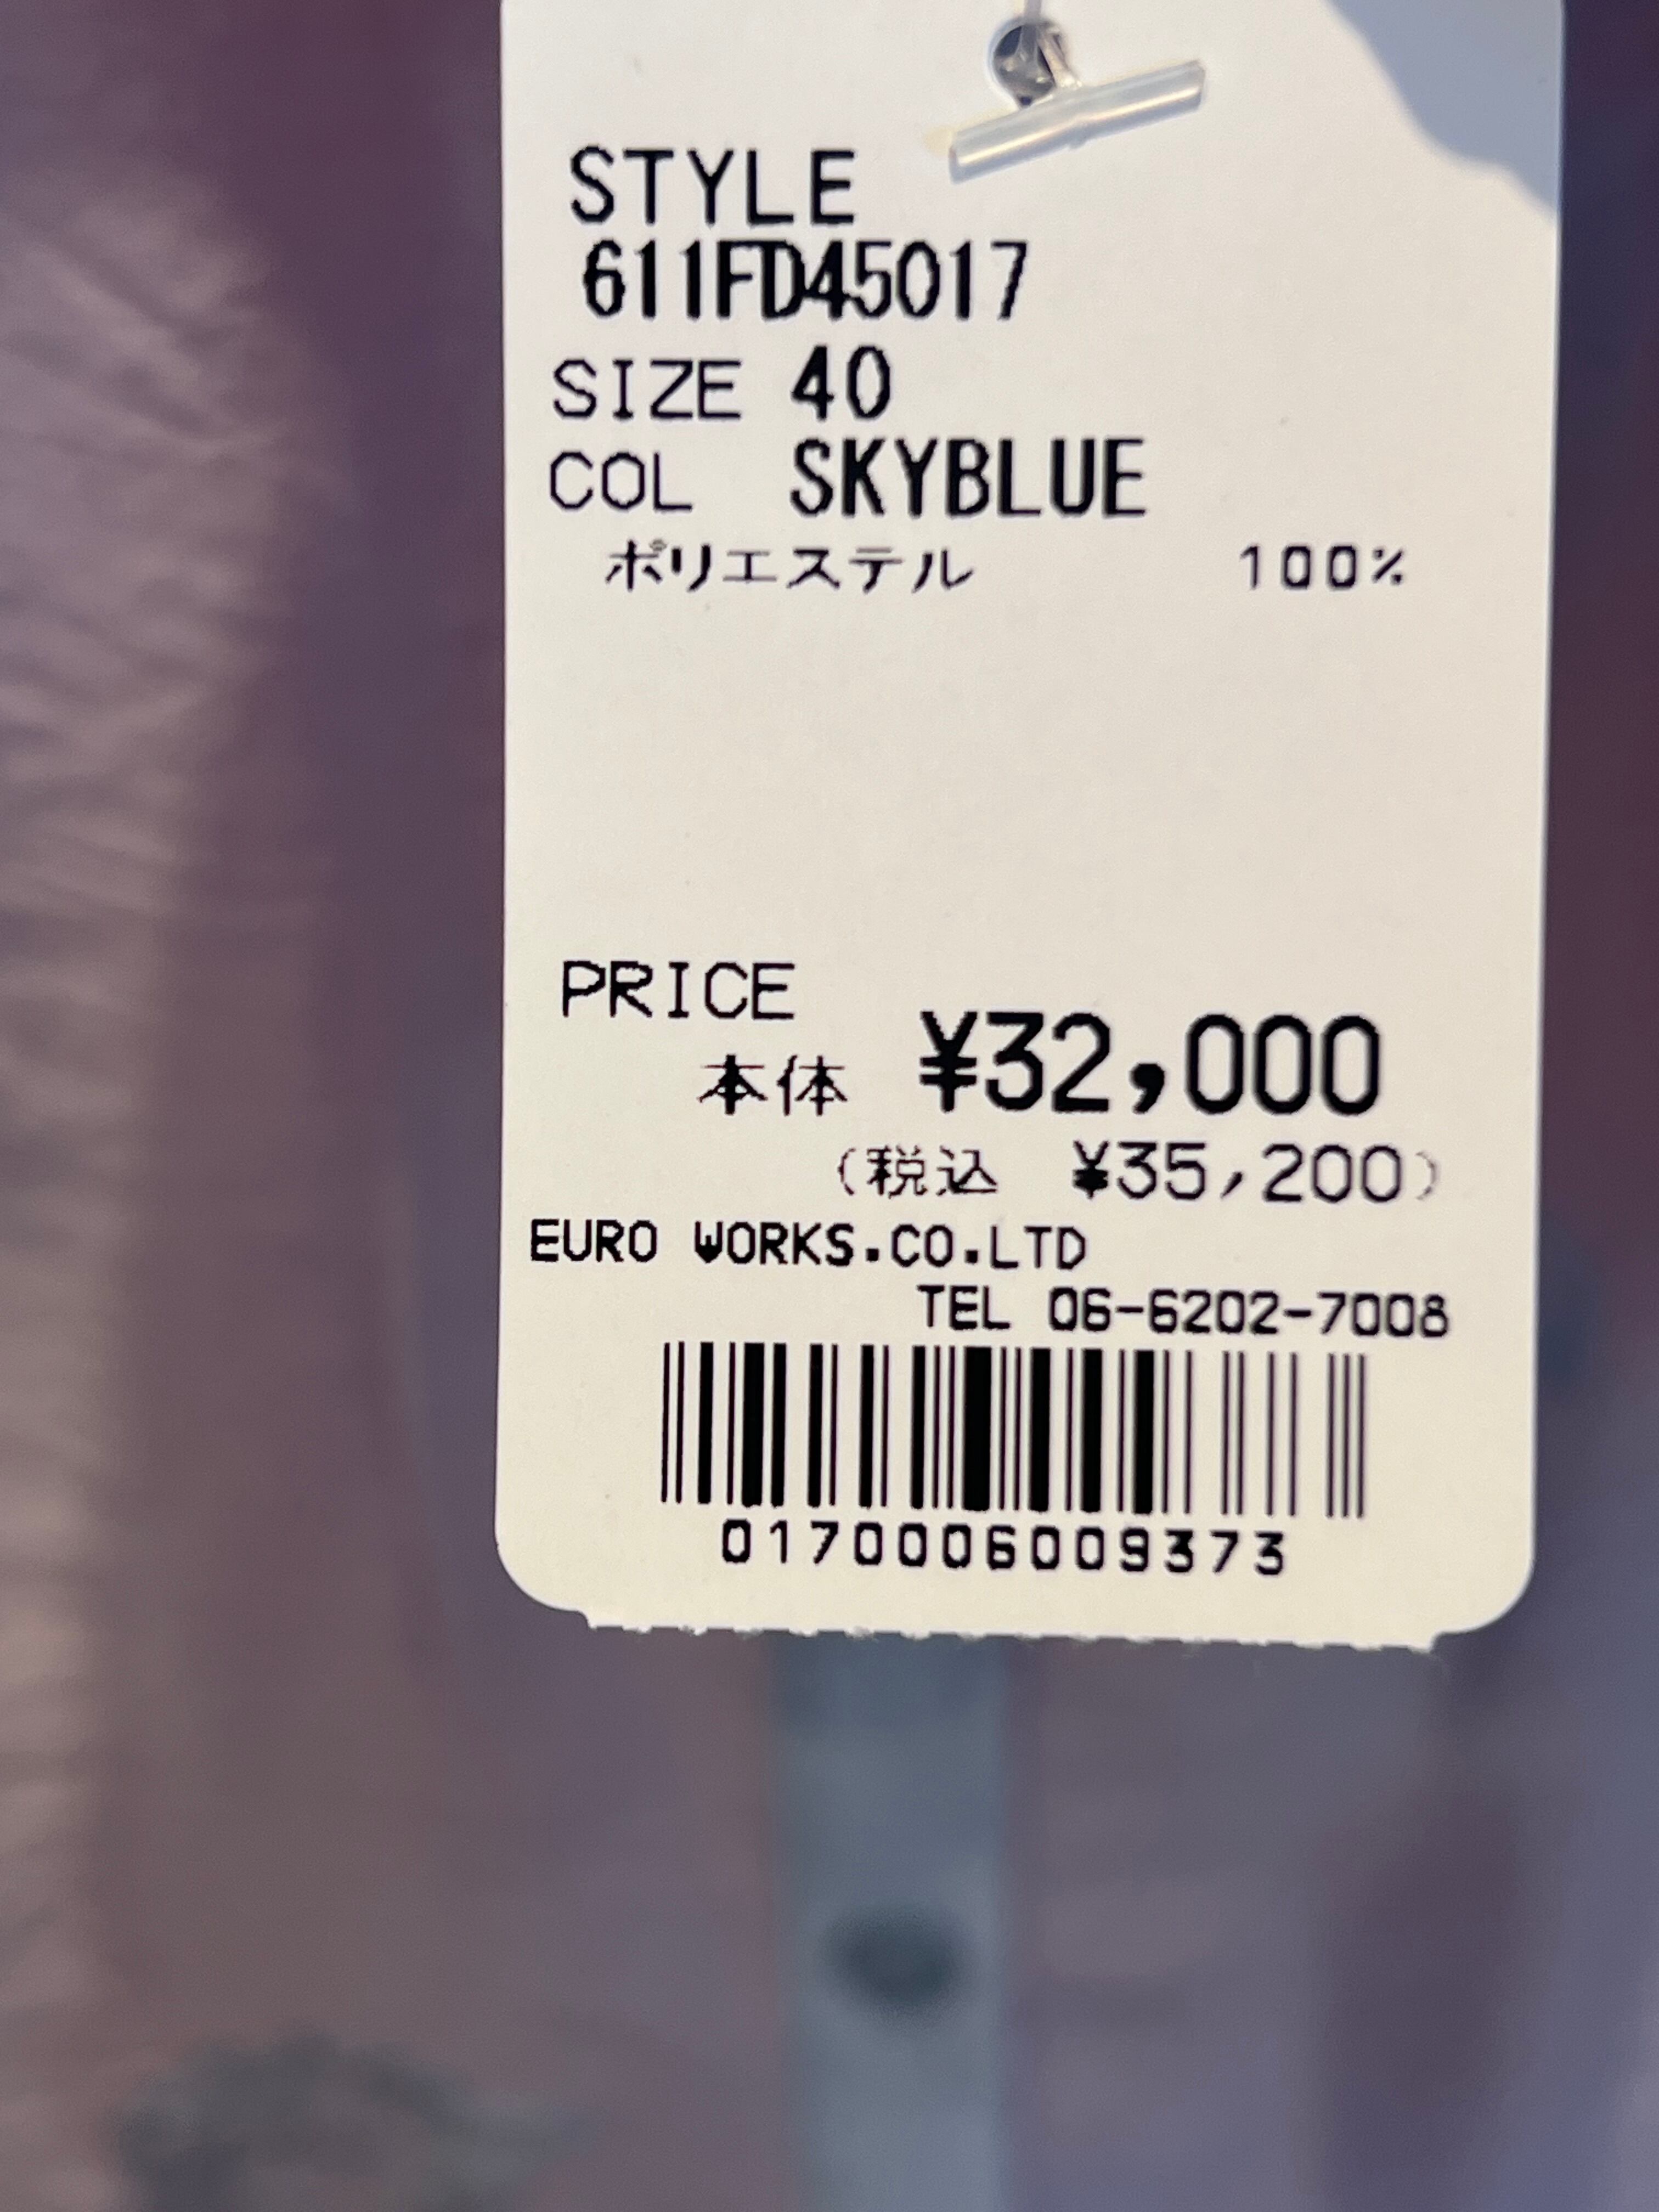 STYLE
611FD45017
SIZE 40
COL SKYBLUE
ポリエステル 100%
PRICE
本体 ¥32,000
(税込 ¥35,200)
EURO WORKS.CO.LTD
TEL 06-6202-7008
0170006009373